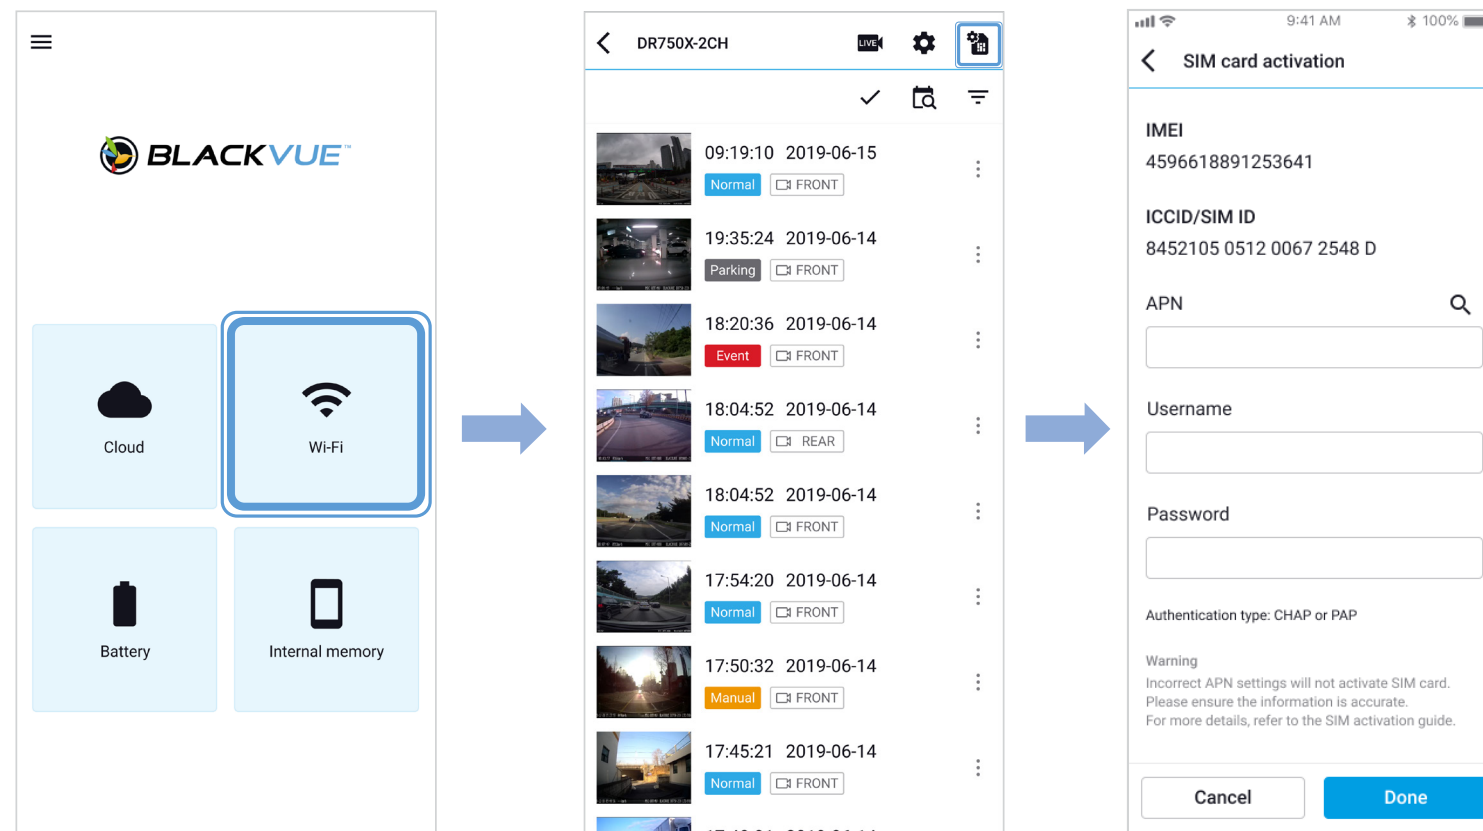 BLACKVUE™
Cloud
Wi-Fi
Battery
Internal memory
DR750X-2CH
LIVE
09:19:10 2019-06-15
Normal FRONT
19:35:24 2019-06-14
Parking FRONT
18:20:36 2019-06-14
Event FRONT
18:04:52 2019-06-14
Normal REAR
18:04:52 2019-06-14
Normal FRONT
17:54:20 2019-06-14
Normal FRONT
17:50:32 2019-06-14
Manual FRONT
17:45:21 2019-06-14
Normal FRONT
9:41 AM 100%
SIM card activation
IMEI
4596618891253641
ICCID/SIM ID
8452105 0512 0067 2548 D
APN
Username
Password
Authentication type: CHAP or PAP
Warning
Incorrect APN settings will not activate SIM card.
Please ensure the information is accurate.
For more details, refer to the SIM activation guide.
Cancel Done